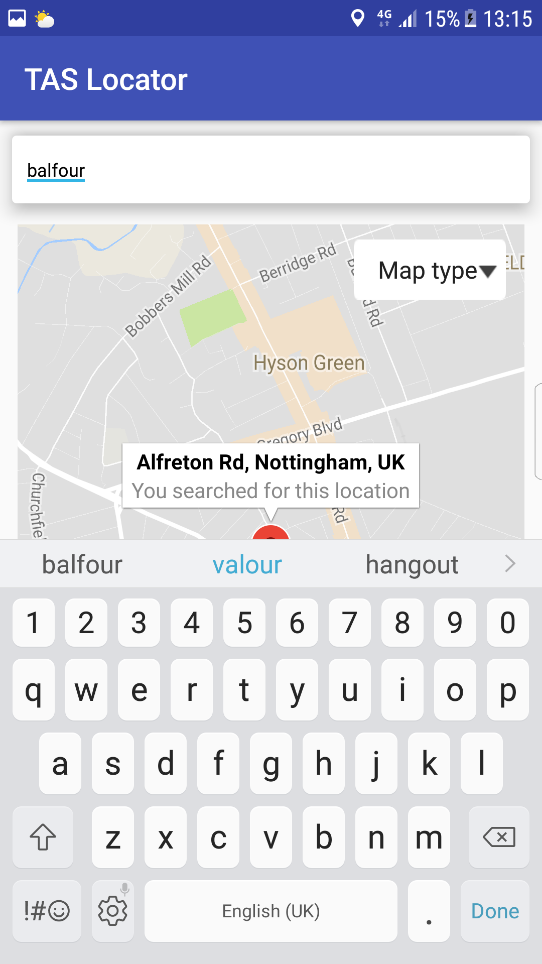 4G 15% 13:15
TAS Locator
balfour
Map type
Berridge Rd
Bobbers Mill Rd
Rd
Hyson Green
Gregory Blvd
Alfreton Rd, Nottingham, UK
You searched for this location
Rd
balfour valour hangout
1 2 3 4 5 6 7 8 9 0
q w e r t y u i o p
a s d f g h j k l
z x c v b n m
!#☺ English (UK) . Done